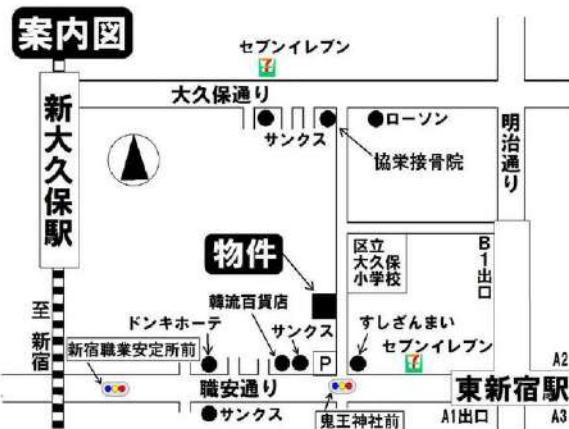 案内図
セブンイレブン
7
大久保通り
新大久保駅
サンクス
ローソン
協栄接骨院
明治通り
物件
区立
大久保
小学校
B1出口
至 新宿
ドンキホーテ
韓流百貨店
サンクス
すしざんまい
セブンイレブン
7
新宿職業安定所前
P
職安通り
東新宿駅
A2
サンクス
鬼王神社前
A1出口
A3